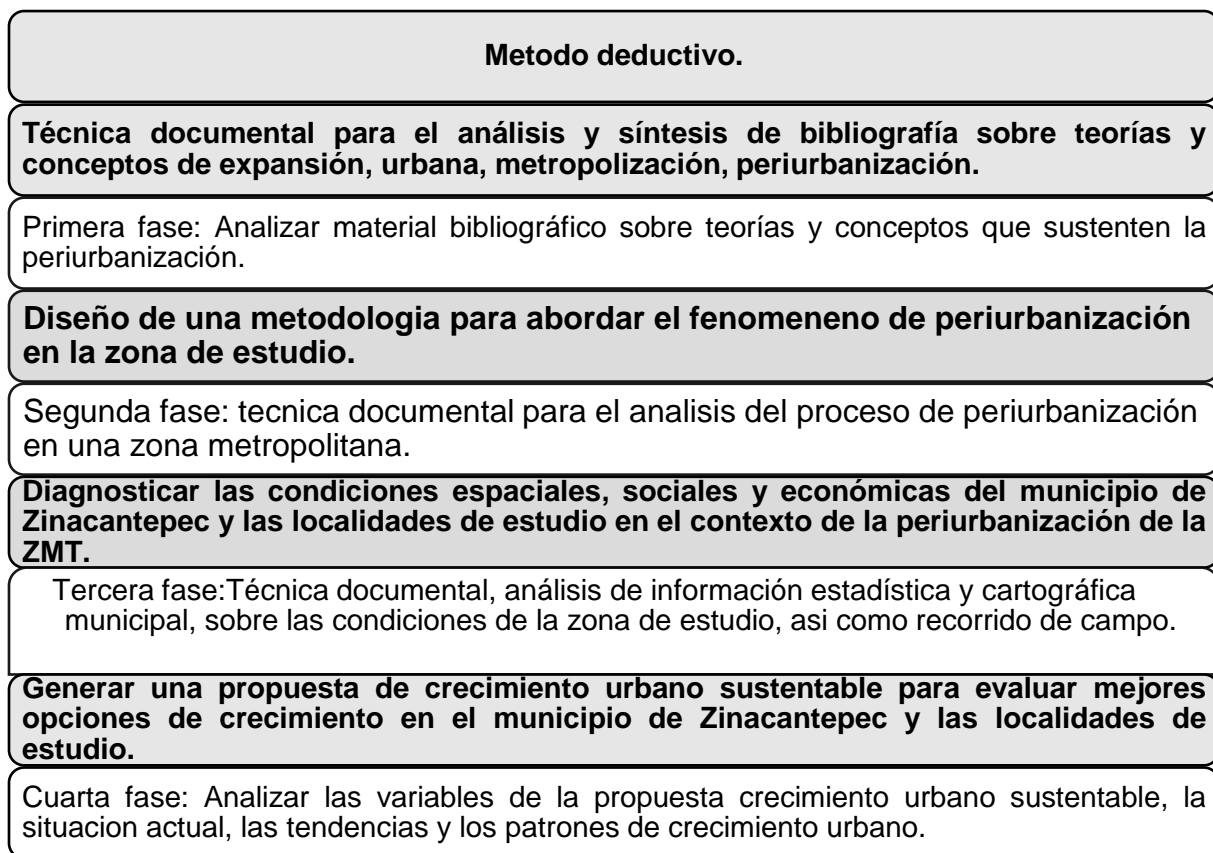 Metodo deductivo.
Técnica documental para el análisis y síntesis de bibliografía sobre teorías y
conceptos de expansión, urbana, metropolización, periurbanización.
Primera fase: Analizar material bibliográfico sobre teorías y conceptos que sustenten la
periurbanización.
Diseño de una metodologia para abordar el fenomeneno de periurbanización
en la zona de estudio.
Segunda fase: tecnica documental para el analisis del proceso de periurbanización
en una zona metropolitana.
Diagnosticar las condiciones espaciales, sociales y económicas del municipio de
Zinacantepec y las localidades de estudio en el contexto de la periurbanización de la
ZMT.
Tercera fase:Técnica documental, análisis de información estadística y cartográfica
municipal, sobre las condiciones de la zona de estudio, asi como recorrido de campo.
Generar una propuesta de crecimiento urbano sustentable para evaluar mejores
opciones de crecimiento en el municipio de Zinacantepec y las localidades de
estudio.
Cuarta fase: Analizar las variables de la propuesta crecimiento urbano sustentable, la
situacion actual, las tendencias y los patrones de crecimiento urbano.